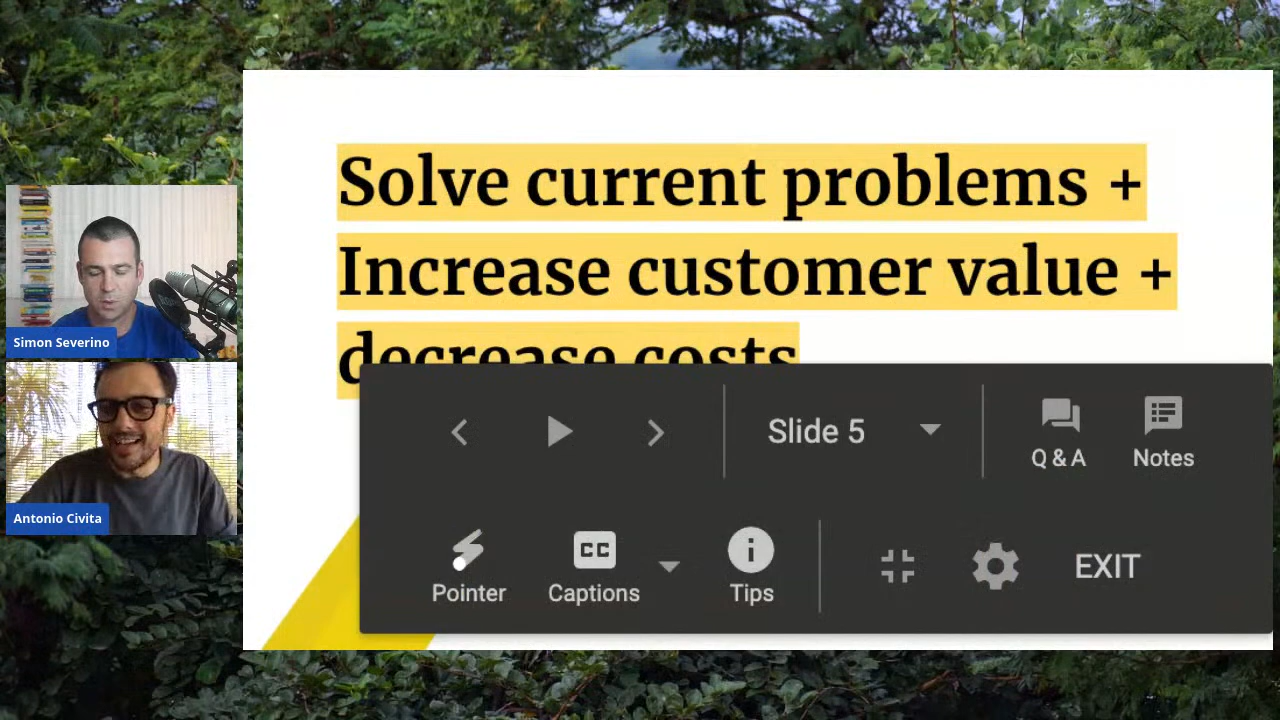 Solve current problems +
Increase customer value +
decrease costs
Simon Severino
Antonio Civita
Slide 5
Q & A
Notes
Pointer
CC
Captions
Tips
EXIT